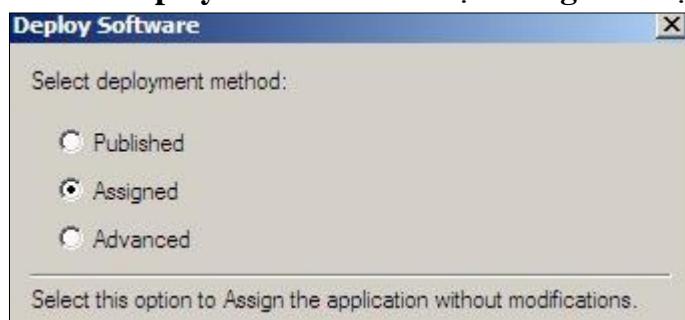 Deploy Software
Select deployment method:
Published
Assigned
Advanced
Select this option to Assign the application without modifications.